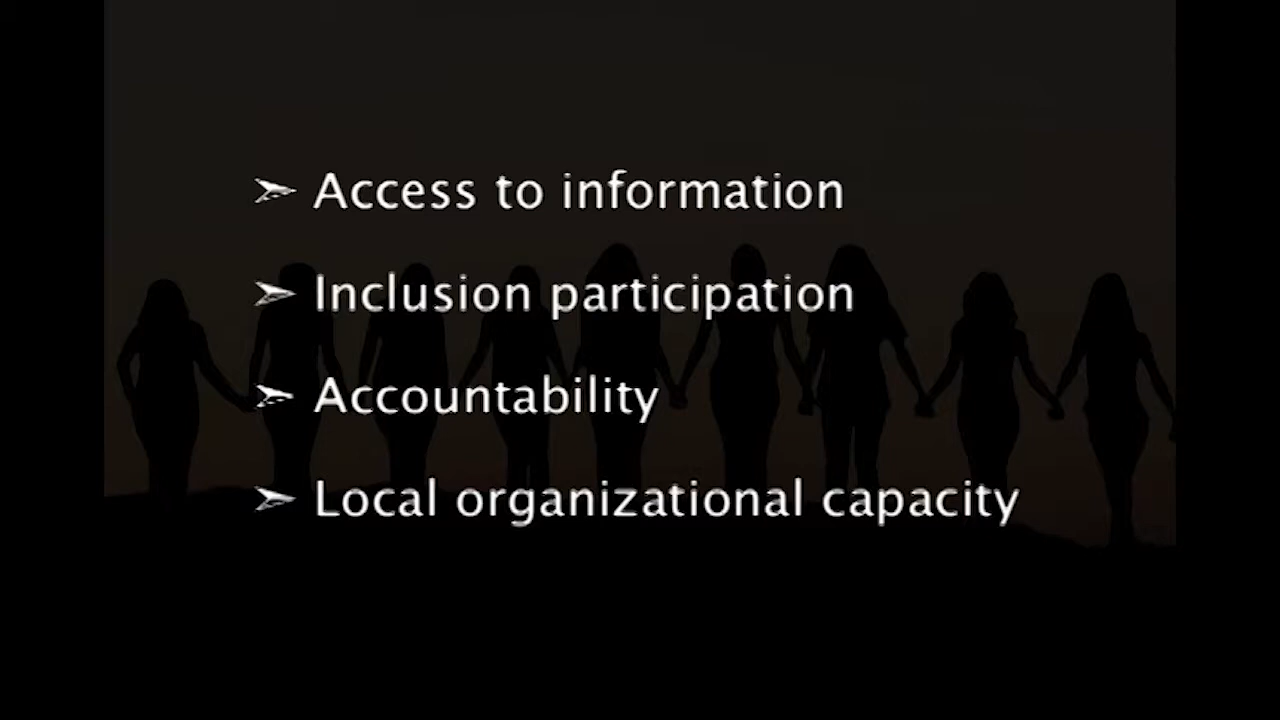 ➢ Access to information
➢ Inclusion participation
➢ Accountability
➢ Local organizational capacity